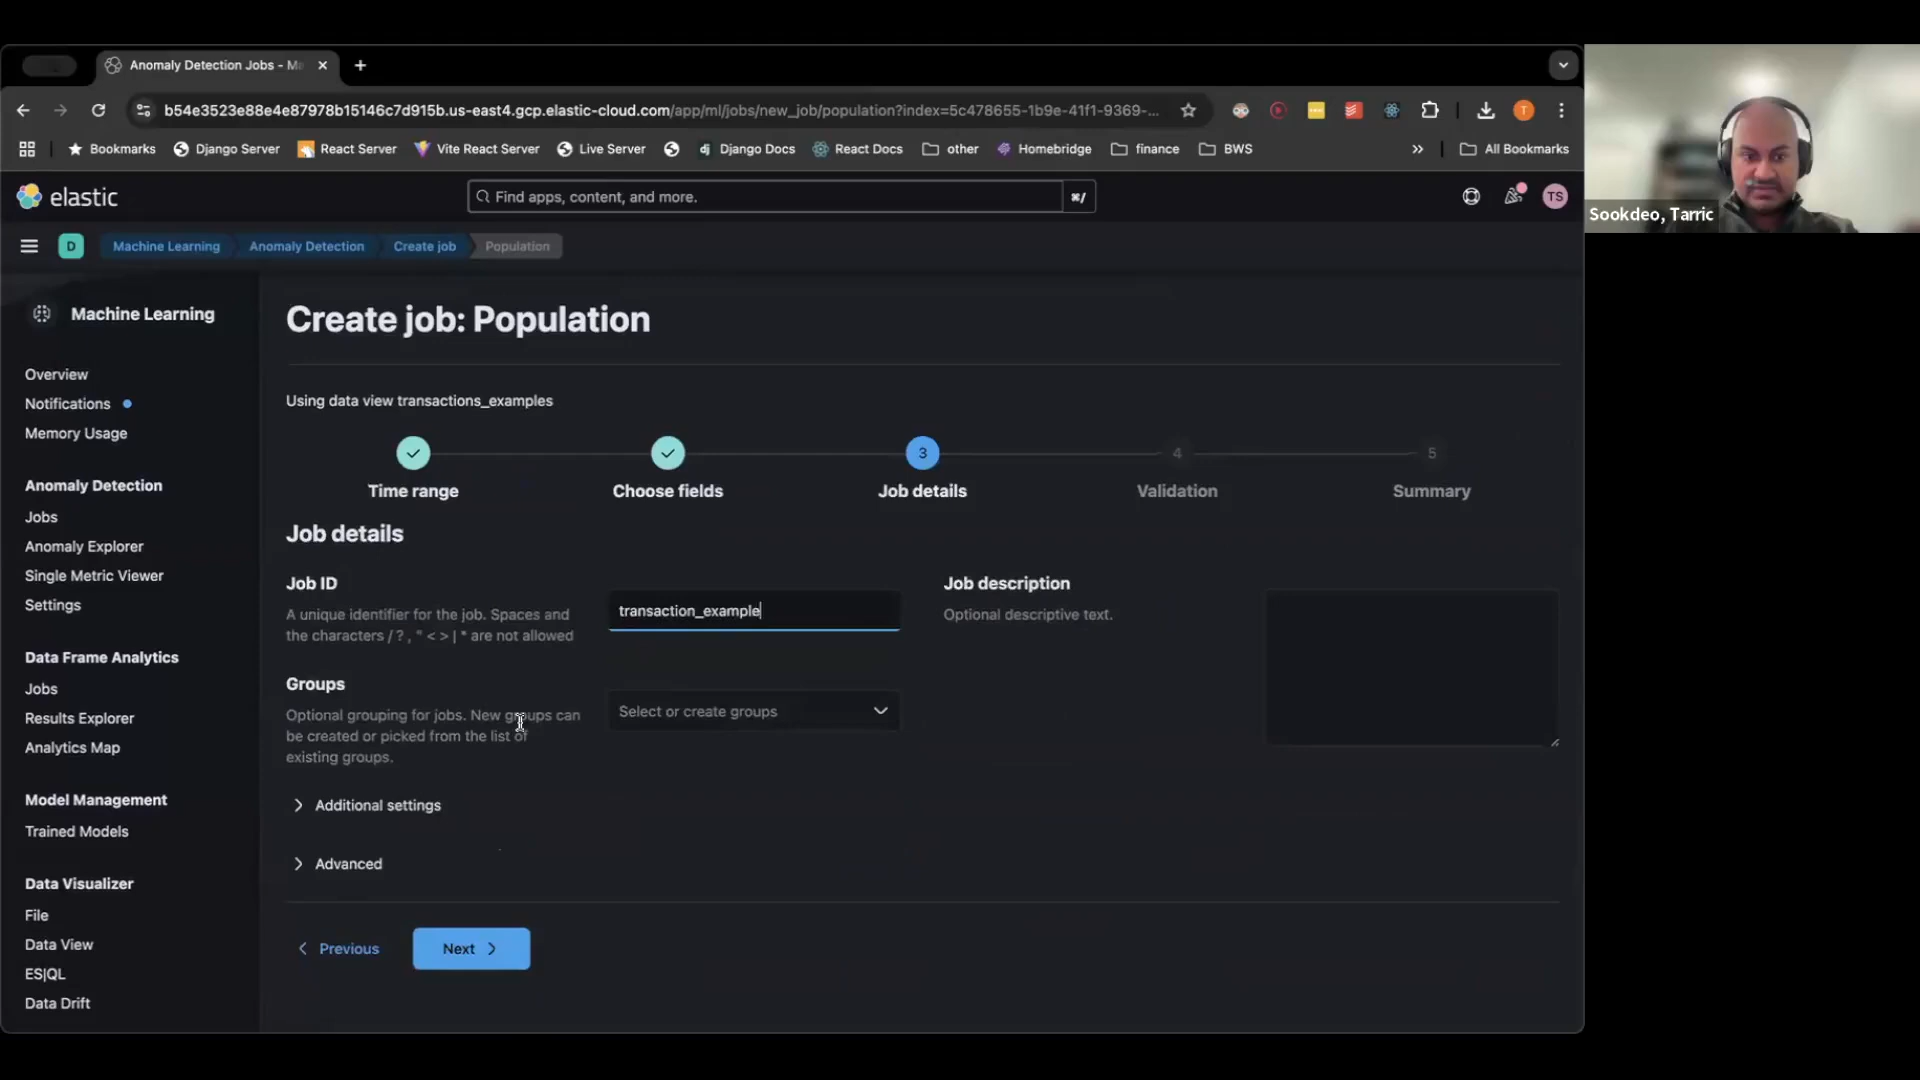 Anomaly Detection Jobs - Ma
b54e3523e88e4e87978b15146c7d915b.us-east4.gcp.elastic-cloud.com/app/ml/jobs/new_job/population?index=5c478655-1b9e-41f1-9369-...
T
Bookmarks
Django Server
React Server
Vite React Server
Live Server
dj Django Docs
React Docs
other
Homebridge
finance
BWS
All Bookmarks
elastic
Find apps, content, and more.
⌘/
TS
Sookdeo, Tarric
D
Machine Learning
Anomaly Detection
Create job
Population
Machine Learning
Overview
Notifications
Memory Usage
Anomaly Detection
Jobs
Anomaly Explorer
Single Metric Viewer
Settings
Data Frame Analytics
Jobs
Results Explorer
Analytics Map
Model Management
Trained Models
Data Visualizer
File
Data View
ES|QL
Data Drift
Create job: Population
Using data view transactions_examples
3
4
5
Time range
Choose fields
Job details
Validation
Summary
Job details
Job ID
A unique identifier for the job. Spaces and
the characters / ? , " < > | * are not allowed
transaction_example
Job description
Optional descriptive text.
Groups
Optional grouping for jobs. New groups can
be created or picked from the list of
existing groups.
Select or create groups
Additional settings
Advanced
Previous
Next